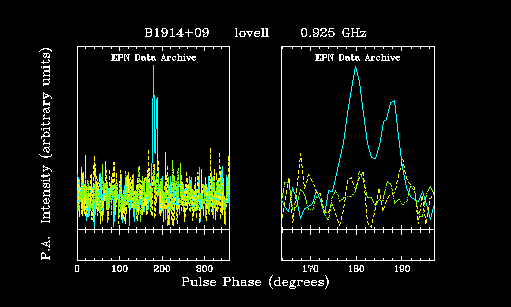 B1914+09 lovell 0.925 GHz
EPN Data Archive EPN Data Archive
P.A. Intensity (arbitrary units)
0 100 200 300 170 180 190
Pulse Phase (degrees)